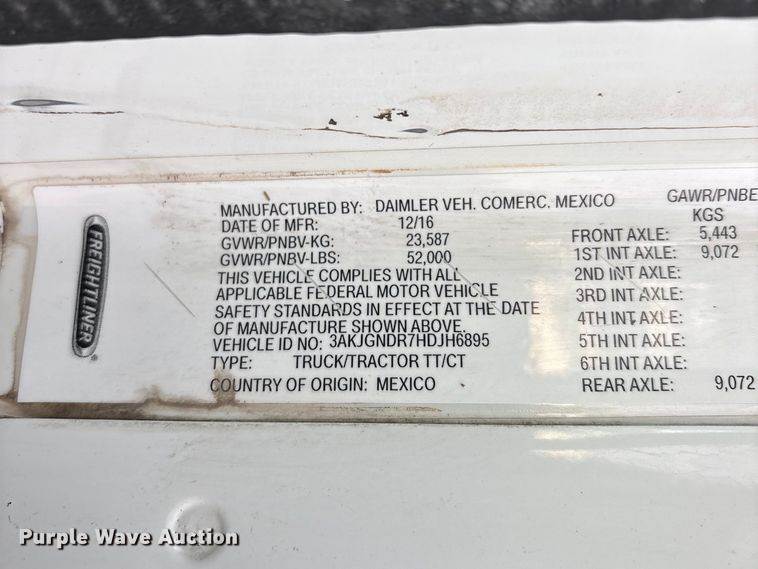 FREIGHTLINER
®
MANUFACTURED BY: DAIMLER VEH. COMERC. MEXICO
DATE OF MFR: 12/16
GVWR/PNBV-KG: 23,587
GVWR/PNBV-LBS: 52,000
THIS VEHICLE COMPLIES WITH ALL
APPLICABLE FEDERAL MOTOR VEHICLE
SAFETY STANDARDS IN EFFECT AT THE DATE
OF MANUFACTURE SHOWN ABOVE.
VEHICLE ID NO: 3AKJGNDR7HDJH6895
TYPE: TRUCK/TRACTOR TT/CT
COUNTRY OF ORIGIN: MEXICO
GAWR/PNBE
KGS
FRONT AXLE: 5,443
1ST INT AXLE: 9,072
2ND INT AXLE:
3RD INT AXLE:
4TH INT AXLE:
5TH INT AXLE:
6TH INT AXLE:
REAR AXLE: 9,072
Purple Wave Auction